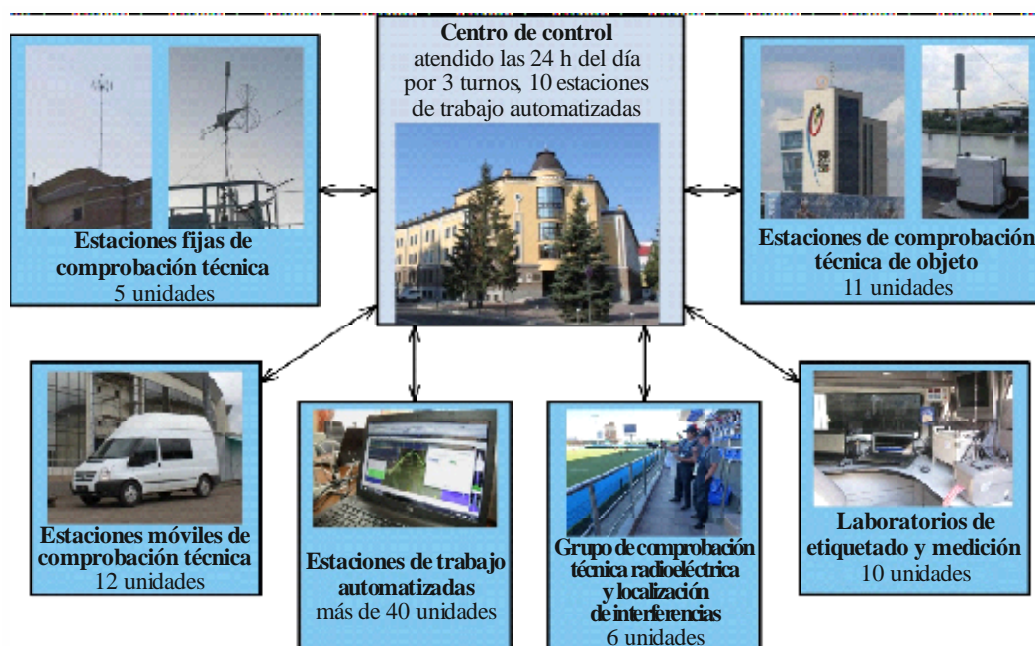 Centro de control
atendido las 24 h del día
por 3 turnos, 10 estaciones
de trabajo automatizadas
Estaciones fijas de
comprobación técnica
5 unidades
Estaciones de comprobación
técnica de objeto
11 unidades
Estaciones móviles de
comprobación técnica
12 unidades
Estaciones de trabajo
automatizadas
más de 40 unidades
Grupo de comprobación
técnica radioeléctrica
y localización
de interferencias
6 unidades
Laboratorios de
etiquetado y medición
10 unidades